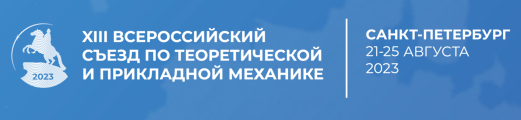 XIII ВСЕРОССИЙСКИЙ
СЪЕЗД ПО ТЕОРЕТИЧЕСКОЙ
И ПРИКЛАДНОЙ МЕХАНИКЕ
2023
САНКТ-ПЕТЕРБУРГ
21-25 АВГУСТА
2023